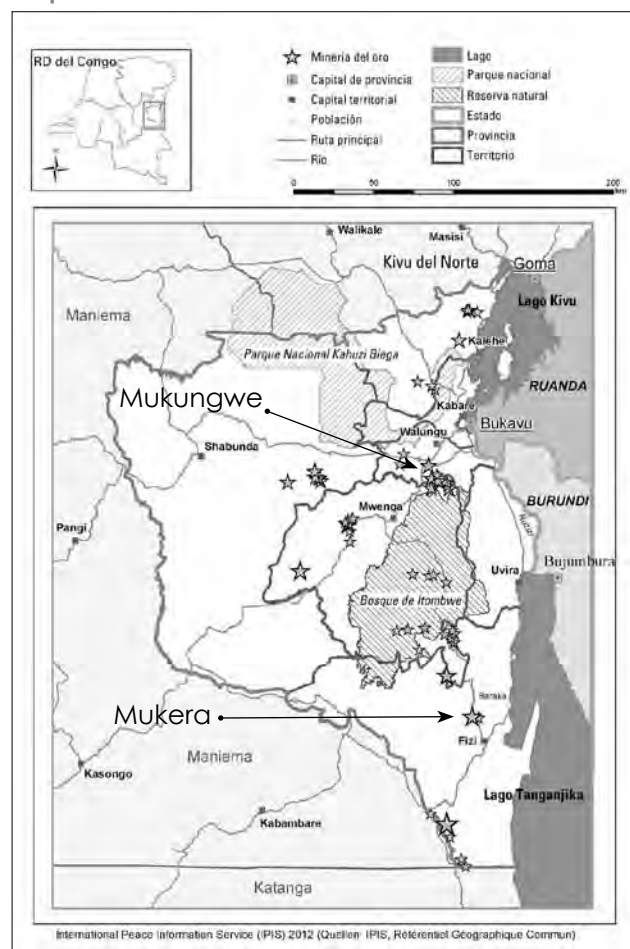 RD del Congo
Minería del oro
Capital de provincia
Capital territorial
Población
Ruta principal
Río
Lago
Parque nacional
Reserva natural
Estado
Provincia
Territorio
0 50 100 200
km
Walikale
Masisi
Kivu del Norte
Goma
Maniema
Lago Kivu
Kalehe
Parque Nacional Kahuzi Biega
RUANDA
Mukungwe
Kabare
Walungu
Bukavu
Shabunda
BURUNDI
Mwenga
Pangi
Uvira
Bujumbura
Bosque de Itombwe
Baraka
Mukera
Fizi
Maniema
Kasongo
Lago Tanganjika
Kabambare
Katanga
International Peace Information Service (IPIS) 2012 (Quellen: IPIS, Référentiel Géographique Commun)